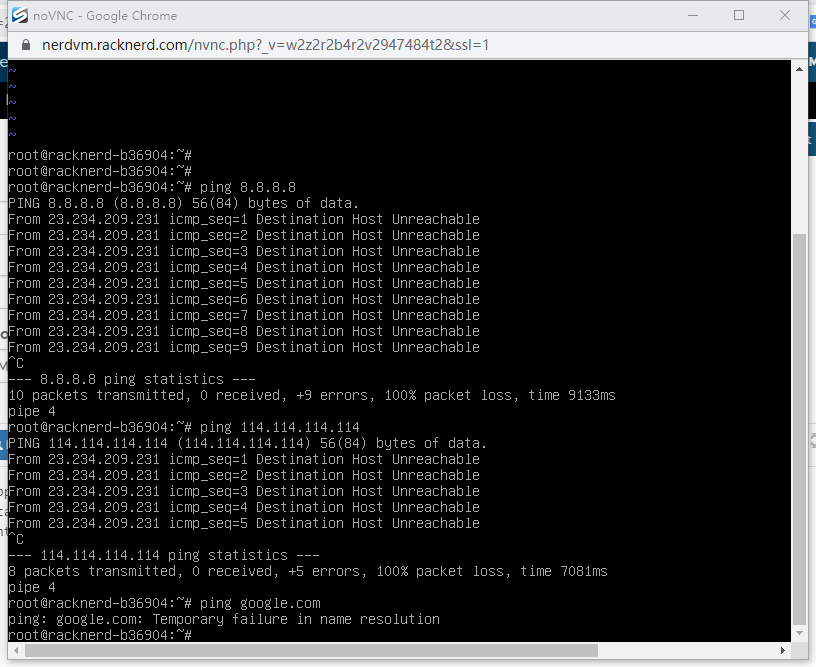 noVNC - Google Chrome
nerdvm.racknerd.com/nvnc.php?_v=w2z2r2b4r2v2947484t2&ssl=1
~
~
~
~
~
root@racknerd-b36904:~#
root@racknerd-b36904:~#
root@racknerd-b36904:~# ping 8.8.8.8
PING 8.8.8.8 (8.8.8.8) 56(84) bytes of data.
From 23.234.209.231 icmp_seq=1 Destination Host Unreachable
From 23.234.209.231 icmp_seq=2 Destination Host Unreachable
From 23.234.209.231 icmp_seq=3 Destination Host Unreachable
From 23.234.209.231 icmp_seq=4 Destination Host Unreachable
From 23.234.209.231 icmp_seq=5 Destination Host Unreachable
From 23.234.209.231 icmp_seq=6 Destination Host Unreachable
From 23.234.209.231 icmp_seq=7 Destination Host Unreachable
From 23.234.209.231 icmp_seq=8 Destination Host Unreachable
From 23.234.209.231 icmp_seq=9 Destination Host Unreachable
^C
--- 8.8.8.8 ping statistics ---
10 packets transmitted, 0 received, +9 errors, 100% packet loss, time 9133ms
pipe 4
root@racknerd-b36904:~# ping 114.114.114.114
PING 114.114.114.114 (114.114.114.114) 56(84) bytes of data.
From 23.234.209.231 icmp_seq=1 Destination Host Unreachable
From 23.234.209.231 icmp_seq=2 Destination Host Unreachable
From 23.234.209.231 icmp_seq=3 Destination Host Unreachable
From 23.234.209.231 icmp_seq=4 Destination Host Unreachable
From 23.234.209.231 icmp_seq=5 Destination Host Unreachable
^C
--- 114.114.114.114 ping statistics ---
8 packets transmitted, 0 received, +5 errors, 100% packet loss, time 7081ms
pipe 4
root@racknerd-b36904:~# ping google.com
ping: google.com: Temporary failure in name resolution
root@racknerd-b36904:~#